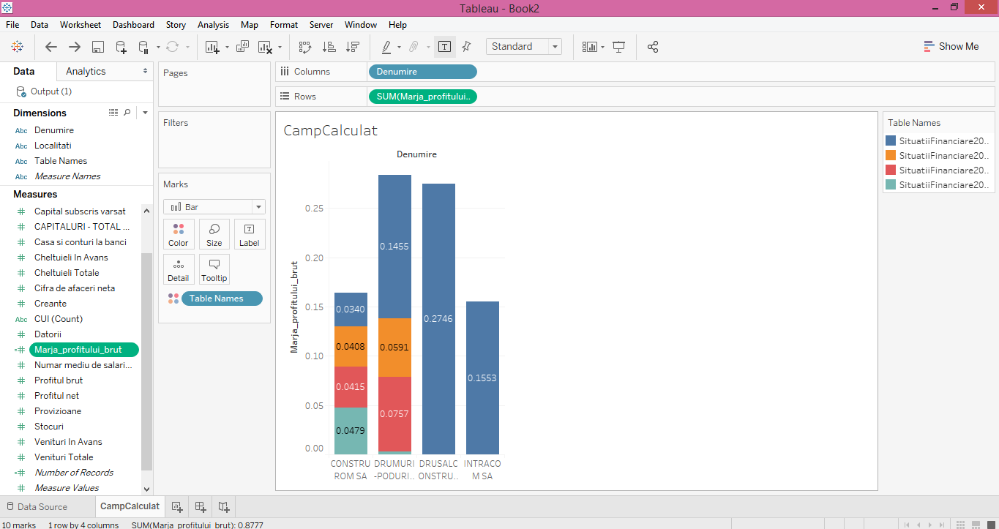 Tableau - Book2
File Data Worksheet Dashboard Story Analysis Map Format Server Window Help
Standard
Show Me
Data Analytics
Output (1)
Dimensions
Abc Denumire
Abc Localitati
Abc Table Names
Abc Measure Names
Measures
# Capital subscris varsat
# CAPITALURI - TOTAL ...
# Casa si conturi la banci
# Cheltuieli In Avans
# Cheltuieli Totale
# Cifra de afaceri neta
# Creante
Abc CUI (Count)
# Datorii
=# Marja_profitului_brut
# Numar mediu de salari...
# Profitul brut
# Profitul net
# Provizioane
# Stocuri
# Venituri In Avans
# Venituri Totale
=# Number of Records
# Measure Values
Pages
Filters
Marks
Bar
Color Size Label
Detail Tooltip
Table Names
Columns Denumire
Rows SUM(Marja_profitului..
CampCalculat
Denumire
Marja_profitului_brut
0.25
0.20
0.15
0.10
0.05
0.00
0.0340
0.0408
0.0415
0.0479
0.1455
0.0591
0.0757
0.2746
0.1553
CONSTRU DRUMURI DRUSALC INTRACO
ROM SA -PODURI.. ONSTRU.. M SA
Table Names
SituatiiFinanciare20..
SituatiiFinanciare20..
SituatiiFinanciare20..
SituatiiFinanciare20..
Data Source CampCalculat
10 marks 1 row by 4 columns SUM(Marja_profitului_brut): 0.8777